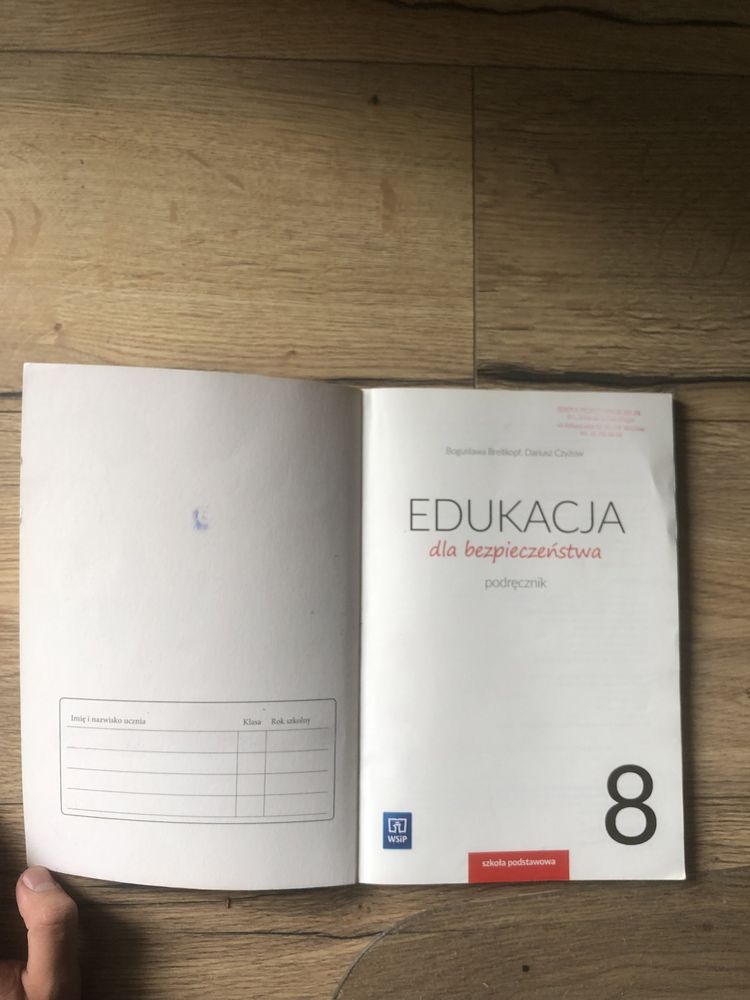 Imię i nazwisko ucznia Klasa Rok szkolny
Bogusława Breitkopf, Dariusz Czyżow
EDUKACJA
dla bezpieczeństwa
podręcznik
8
WSiP
szkoła podstawowa